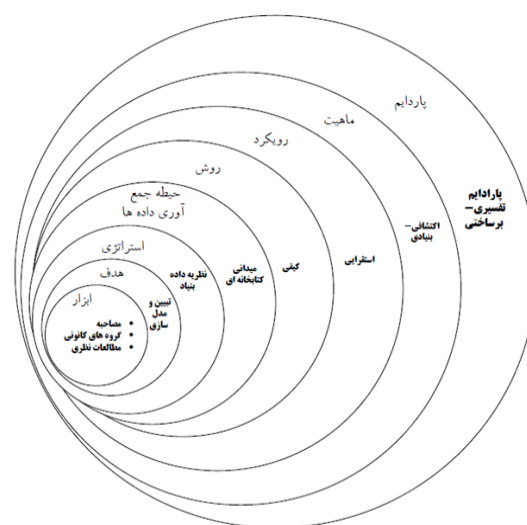 پاردایم
ماهیت
رویکرد
روش
حیطه جمع
آوری داده ها
استراتژی
هدف
ابزار
پارادایم
تفسیری–
برساختی
اکتشافی–
بنیادی
استقرایی
کیفی
میدانی
کتابخانه ای
نظریه داده
بنیاد
تبیین و
مدل
سازی
• مصاحبه
• گروه های کانونی
• مطالعات نظری